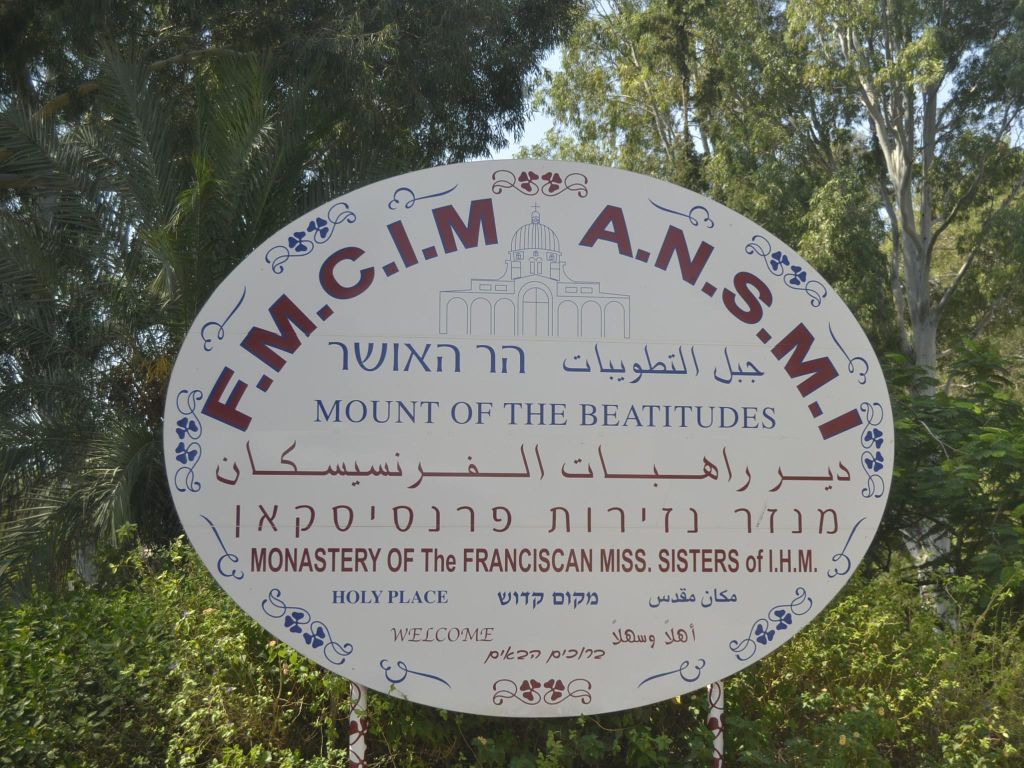 F.M.C.I.M A.N.S.M.I
הר האושר جبل التطويبات
MOUNT OF THE BEATITUDES
دير راهبات الفرنسيسكان
מנזר נזירות פרנסיסקאן
MONASTERY OF The FRANCISCAN MISS. SISTERS of I.H.M.
HOLY PLACE מקום קדוש مكان مقدس
WELCOME ברוכים הבאים أهلاً وسهلاً